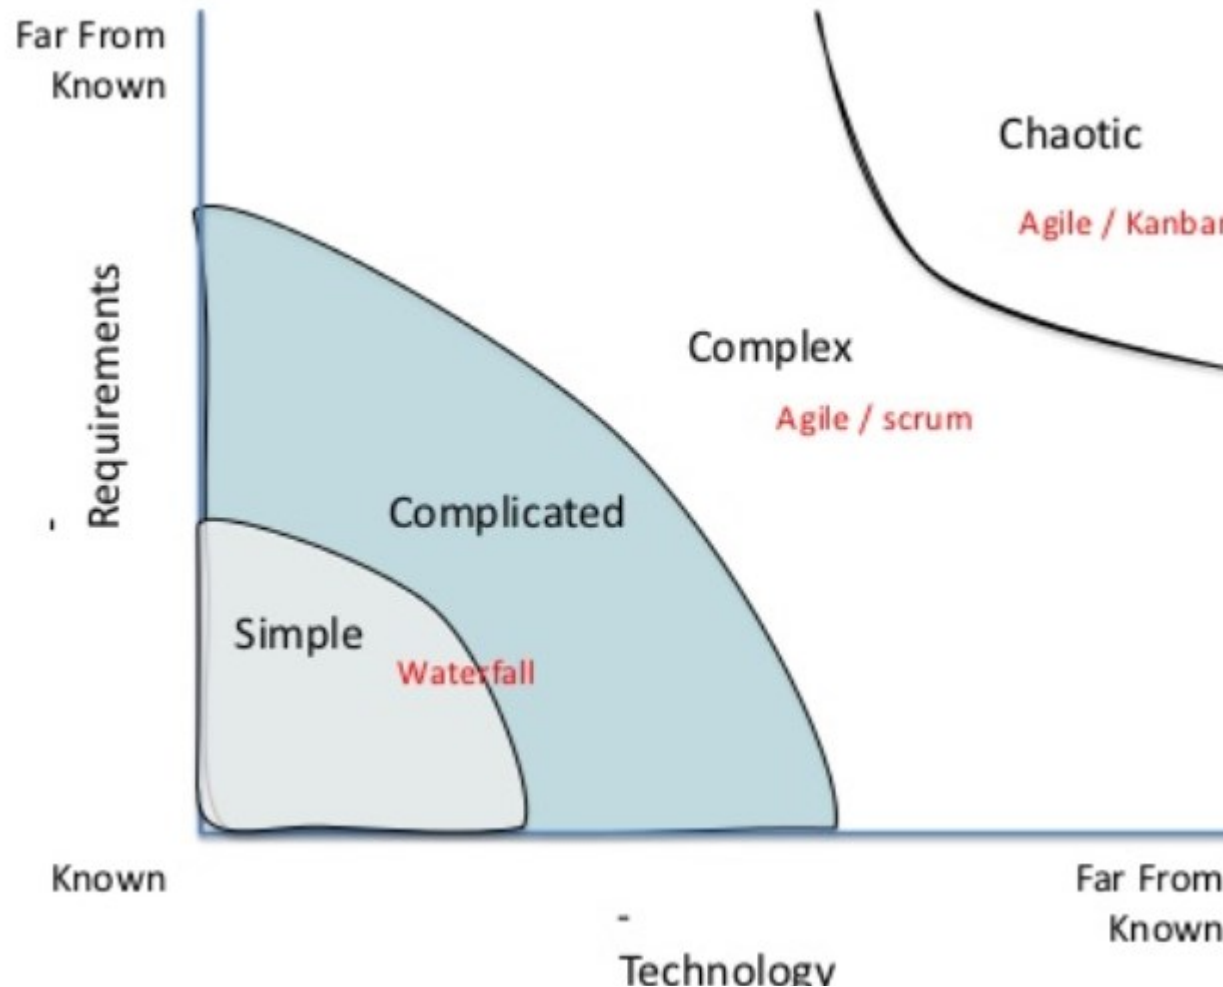 Far From
Known
Chaotic
Agile / Kanban
Requirements
-
Complex
Agile / scrum
Complicated
Simple
Waterfall
Known
Far From
Known
-
Technology